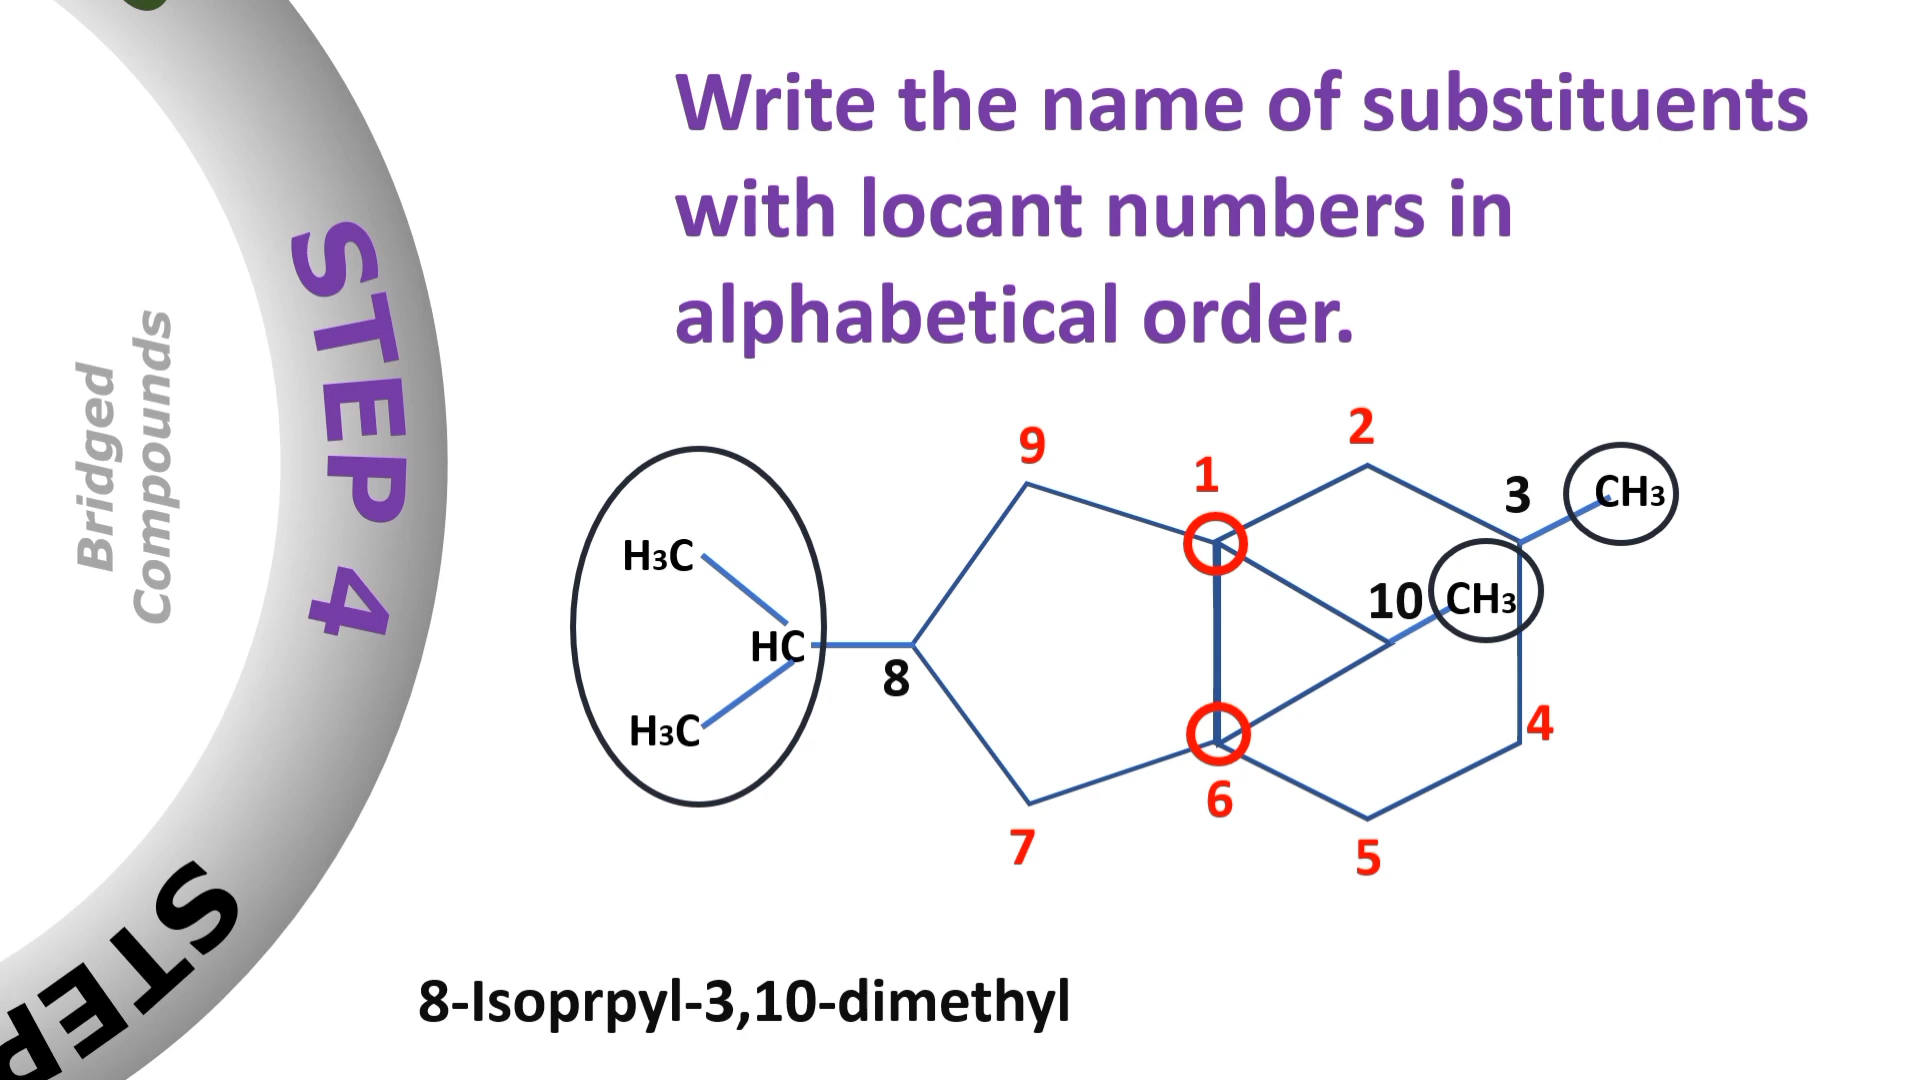 Write the name of substituents
with locant numbers in
alphabetical order.
STEP 4
Bridged
Compounds
STEP
9
1
2
3
CH₃
10
CH₃
H₃C
HC
8
H₃C
4
6
7
5
8-Isoprpyl-3,10-dimethyl